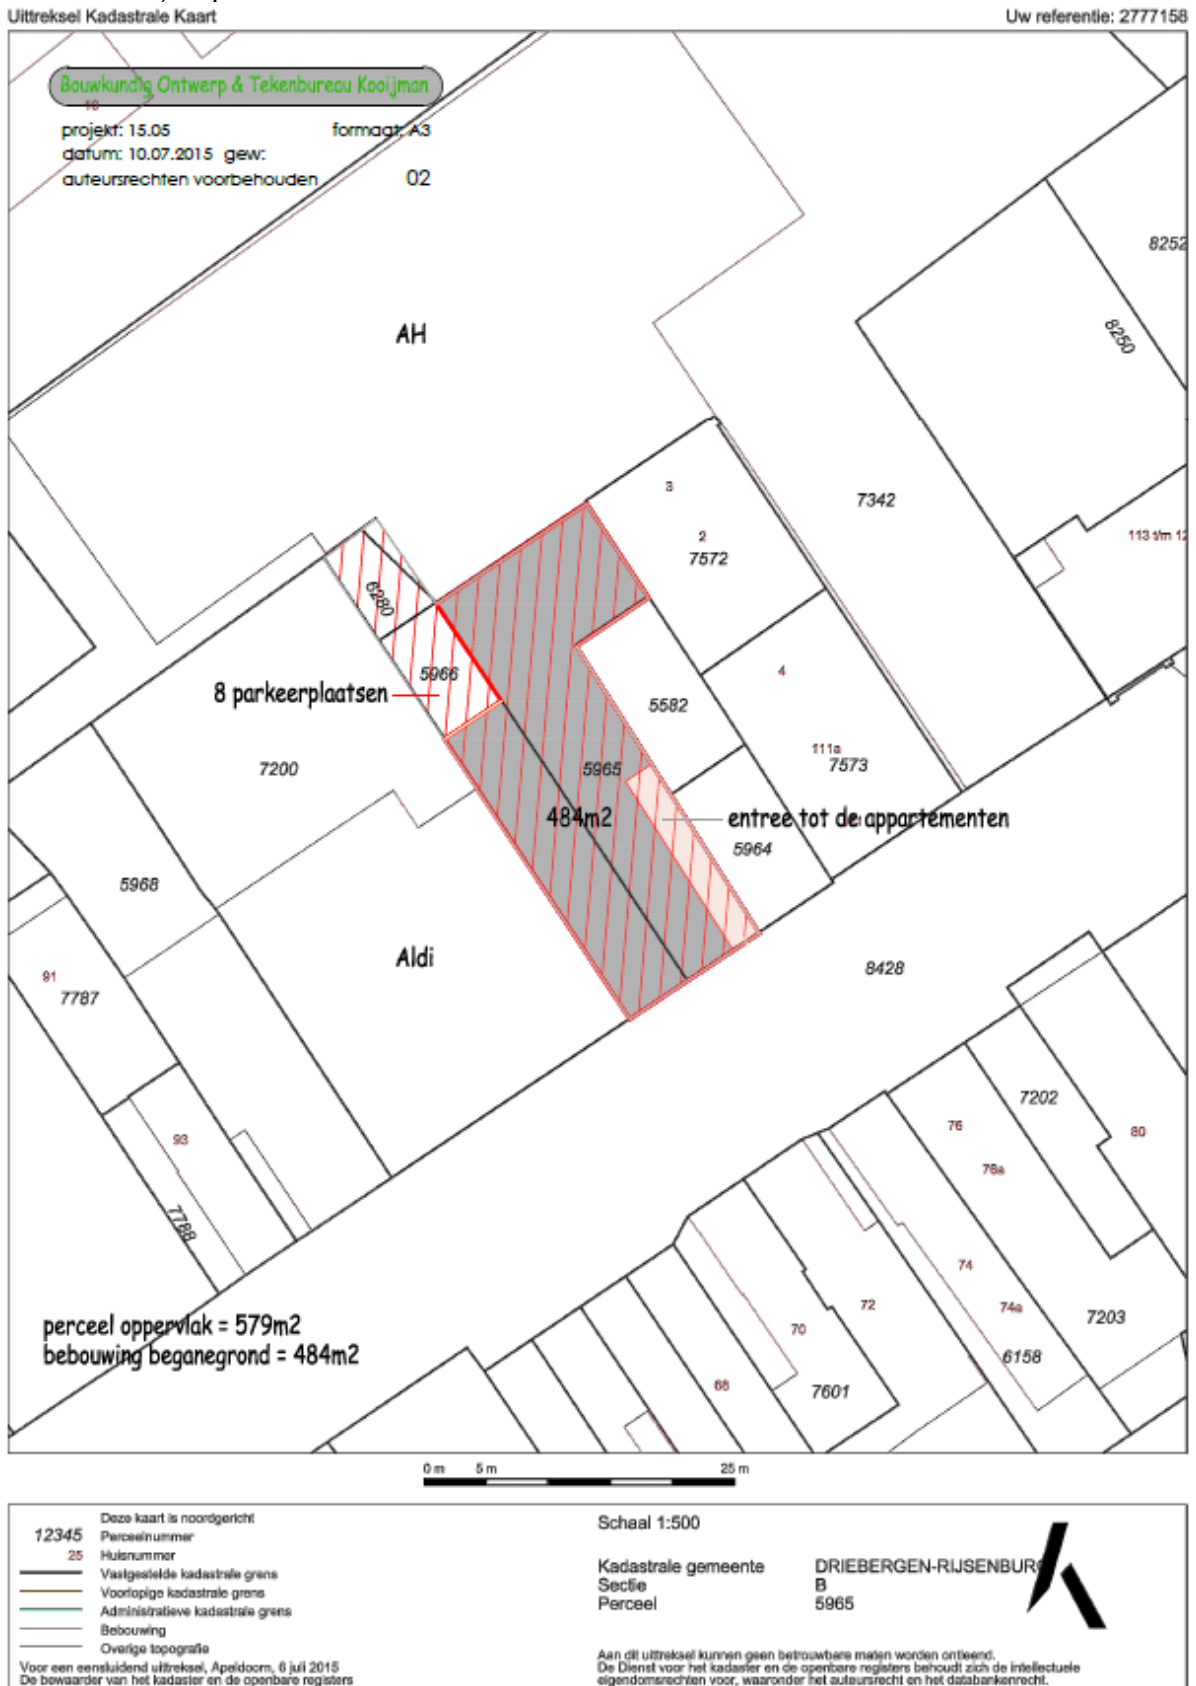 Uittreksel Kadastrale Kaart
Uw referentie: 2777158
Bouwkundig Ontwerp & Tekenbureau Kooijman
18
projekt: 15.05 formaat: A3
datum: 10.07.2015 gew:
auteursrechten voorbehouden 02
8252
8250
AH
3
2
7572
7342
113 t/m 12
6280
5966
8 parkeerplaatsen
4
5582
111a
7573
7200
5965
484m2
entree tot de appartementen
5964
5968
Aldi
8428
91
7787
7202
76
80
93
76a
7788
74
72
74a
7203
perceel oppervlak = 579m2
70
bebouwing beganegrond = 484m2
6158
68
7601
0 m 5 m 25 m
Deze kaart is noordgericht
12345 Perceelnummer
25 Huisnummer
Vastgestelde kadastrale grens
Voorlopige kadastrale grens
Administratieve kadastrale grens
Bebouwing
Overige topografie
Voor een eensluidend uittreksel, Apeldoorn, 6 juli 2015
De bewaarder van het kadaster en de openbare registers
Schaal 1:500
Kadastrale gemeente DRIEBERGEN-RIJSENBURG
Sectie B
Perceel 5965
Aan dit uittreksel kunnen geen betrouwbare maten worden ontleend.
De Dienst voor het kadaster en de openbare registers behoudt zich de intellectuele
eigendomsrechten voor, waaronder het auteursrecht en het databankenrecht.